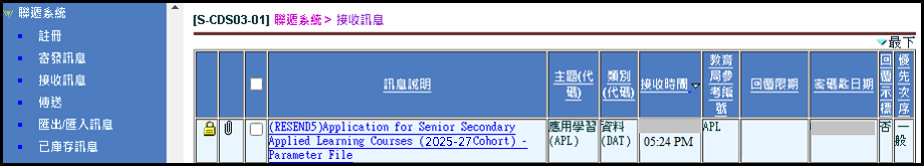 聯遞系統
註冊
寄發訊息
接收訊息
傳送
匯出/匯入訊息
已庫存訊息
[S-CDS03-01] 聯遞系統 > 接收訊息
最下
訊息說明
主題(代碼)
類別(代碼)
接收時間
教育局參考編號
回覆限期
密碼匙日期
回覆示標
優先次序
(RESEND5)Application for Senior Secondary
Applied Learning Courses (2025-27Cohort) -
Parameter File
應用學習
(APL)
資料
(DAT)
05:24 PM
APL
否
一般